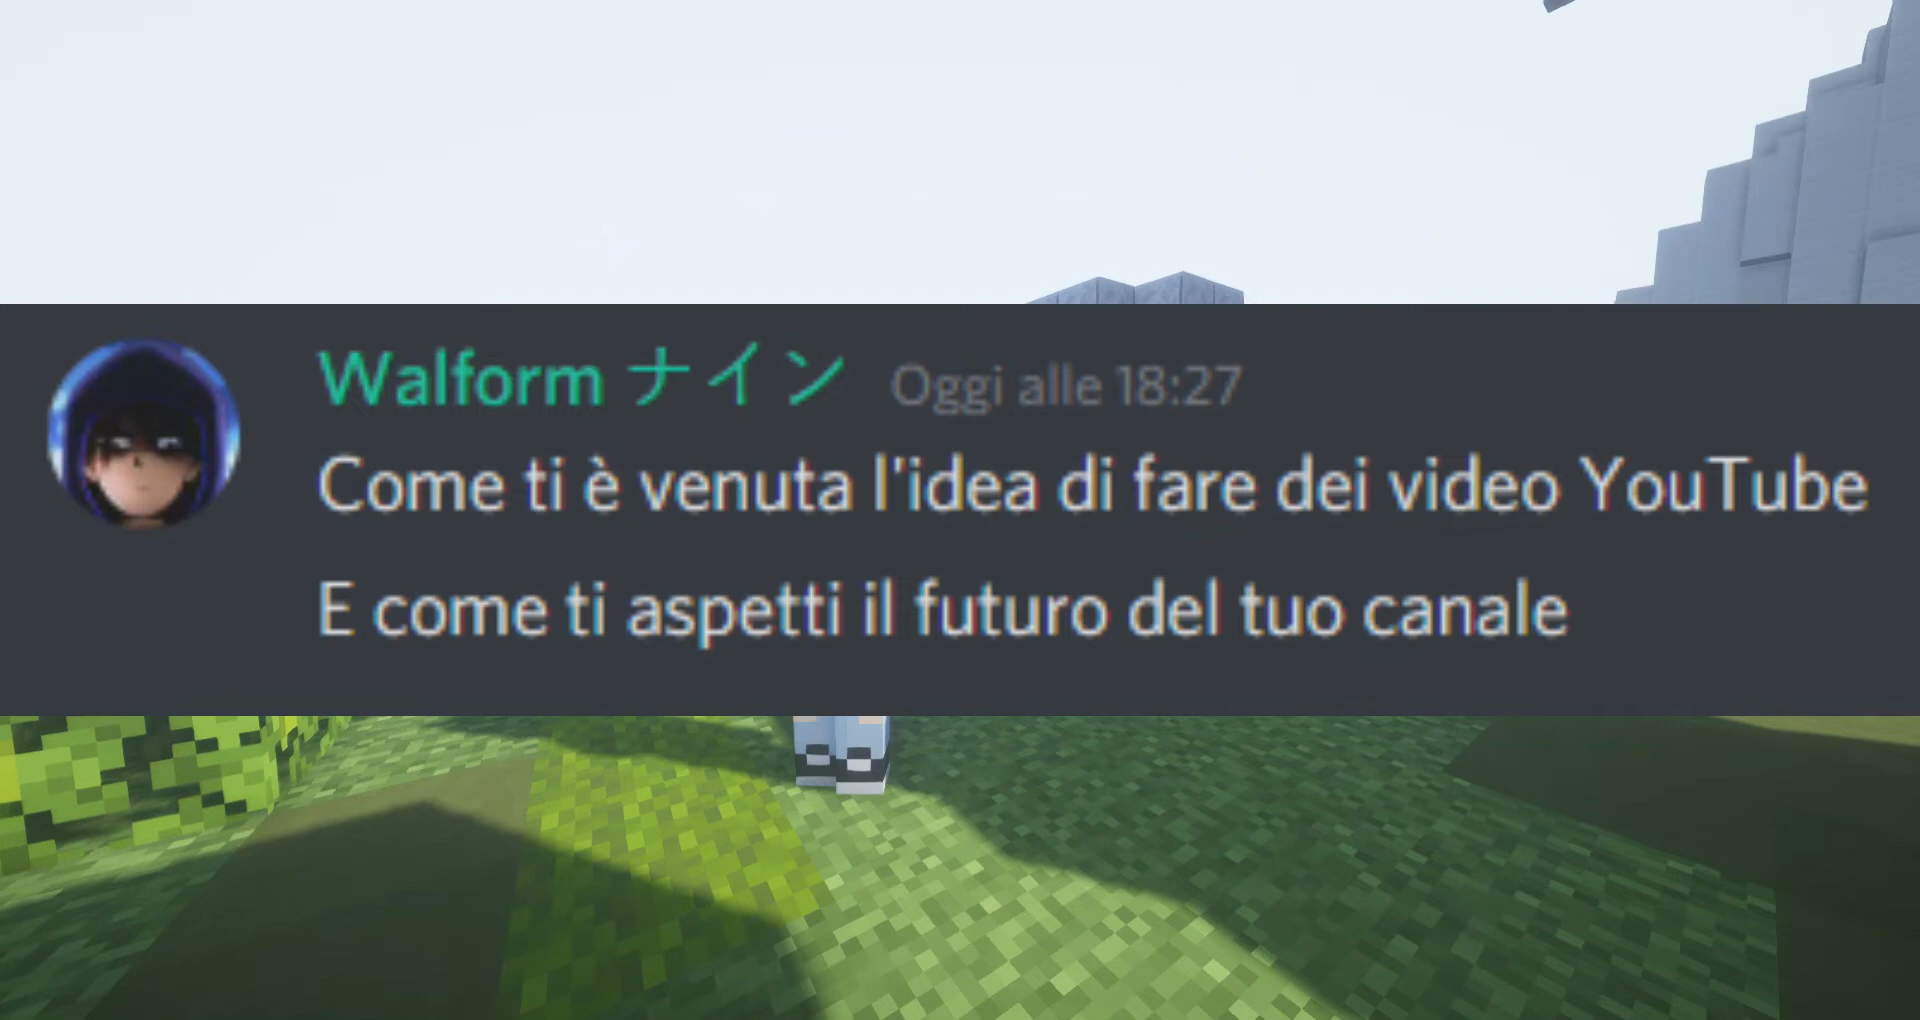 Walform ナイン Oggi alle 18:27
Come ti è venuta l'idea di fare dei video YouTube
E come ti aspetti il futuro del tuo canale